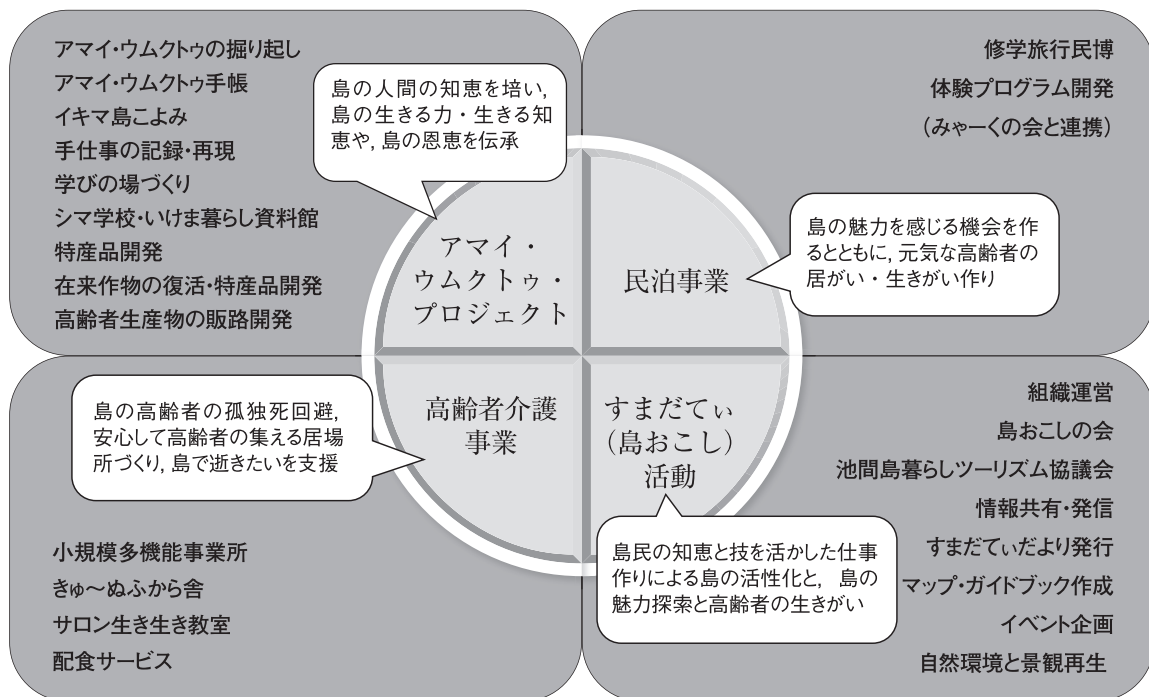 アマイ・ウムクトゥの掘り起し
アマイ・ウムクトゥ手帳
イキマ島こよみ
手仕事の記録・再現
学びの場づくり
シマ学校・いけま暮らし資料館
特産品開発
在来作物の復活・特産品開発
高齢者生産物の販路開発
島の人間の知恵を培い,
島の生きる力・生きる知
恵や, 島の恩恵を伝承
アマイ・
ウムクトゥ・
プロジェクト
修学旅行民博
体験プログラム開発
（みゃーくの会と連携）
民泊事業
島の魅力を感じる機会を作
るとともに, 元気な高齢者の
居がい・生きがい作り
島の高齢者の孤独死回避,
安心して高齢者の集える居場
所づくり, 島で逝きたいを支援
高齢者介護
事業
小規模多機能事業所
きゅ〜ぬふから舎
サロン生き生き教室
配食サービス
すまだてぃ
（島おこし）
活動
島民の知恵と技を活かした仕事
作りによる島の活性化と, 島の
魅力探索と高齢者の生きがい
組織運営
島おこしの会
池間島暮らしツーリズム協議会
情報共有・発信
すまだてぃだより発行
マップ・ガイドブック作成
イベント企画
自然環境と景観再生